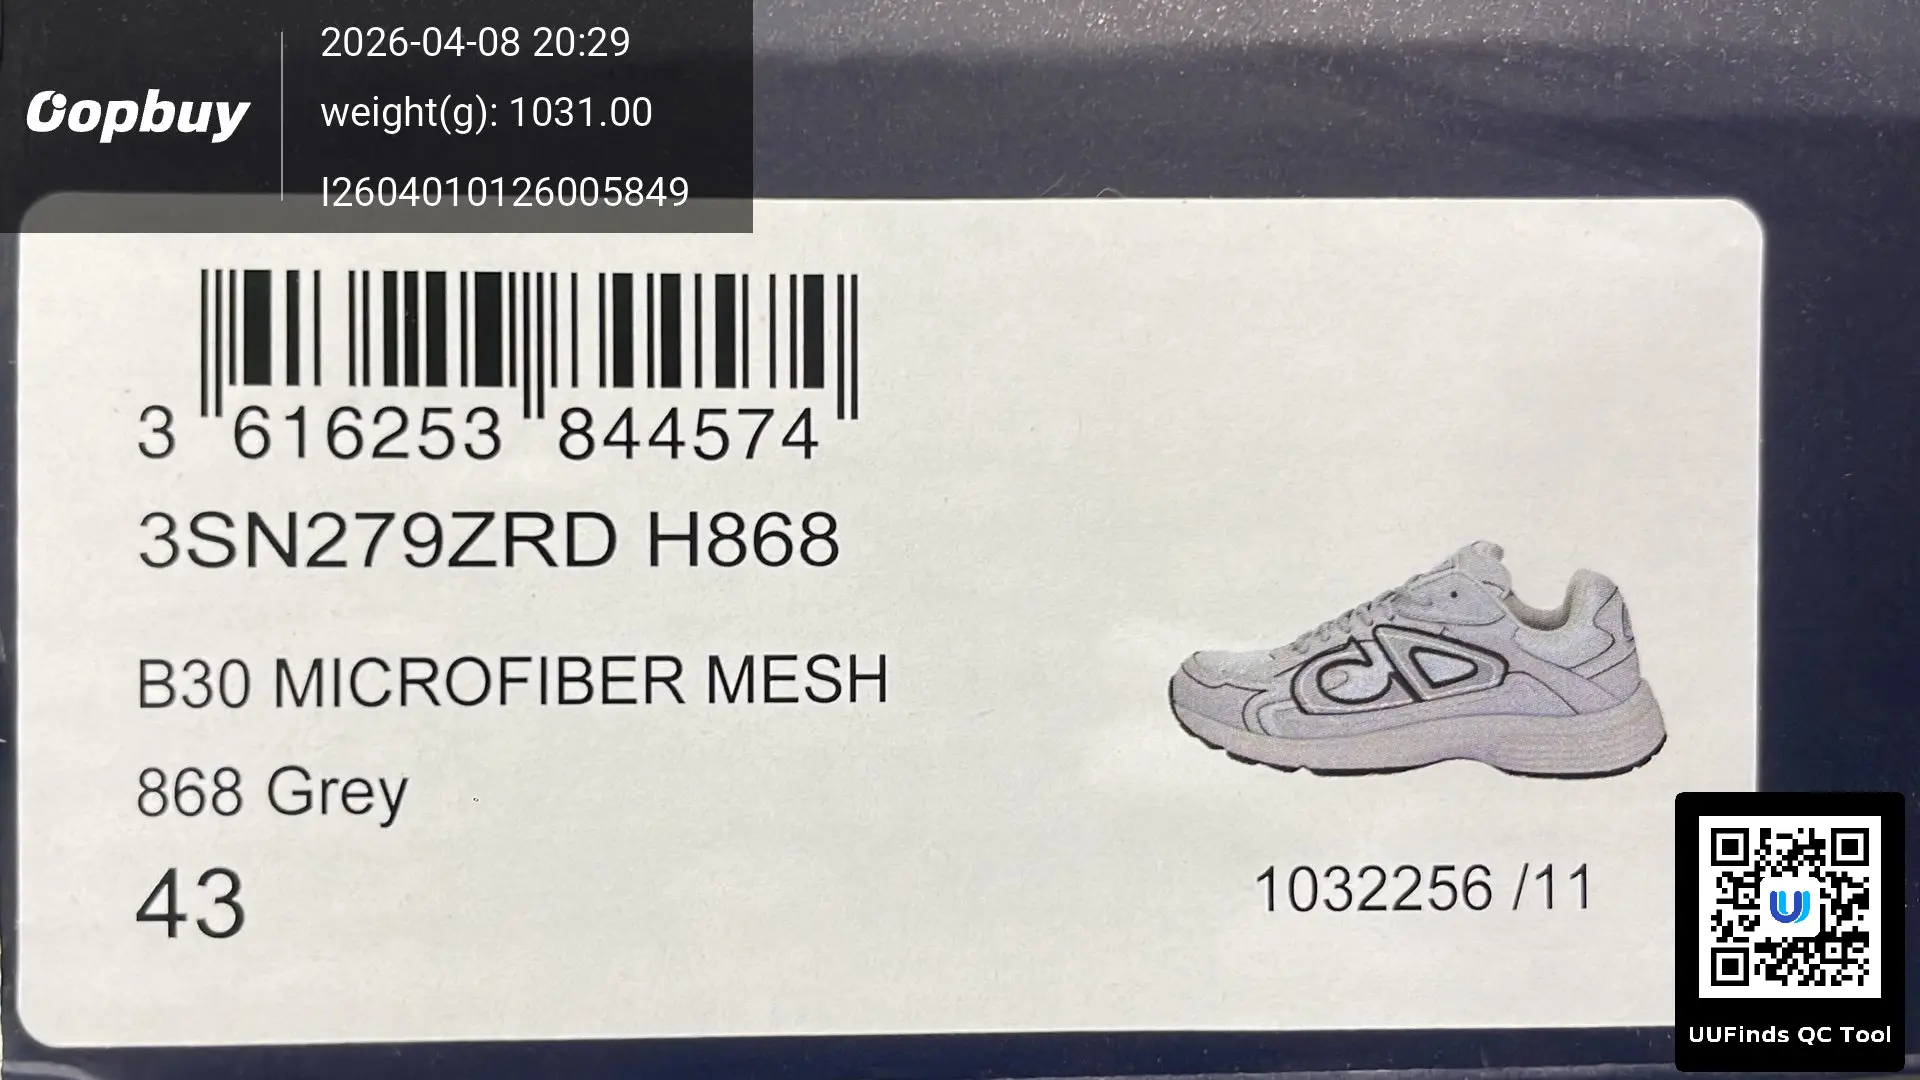 Oopbuy
2026-04-08 20:29
weight(g): 1031.00
I2604010126005849
3 616253 844574
3SN279ZRD H868
B30 MICROFIBER MESH
868 Grey
43
CD
1032256 /11
U
UUFinds QC Tool